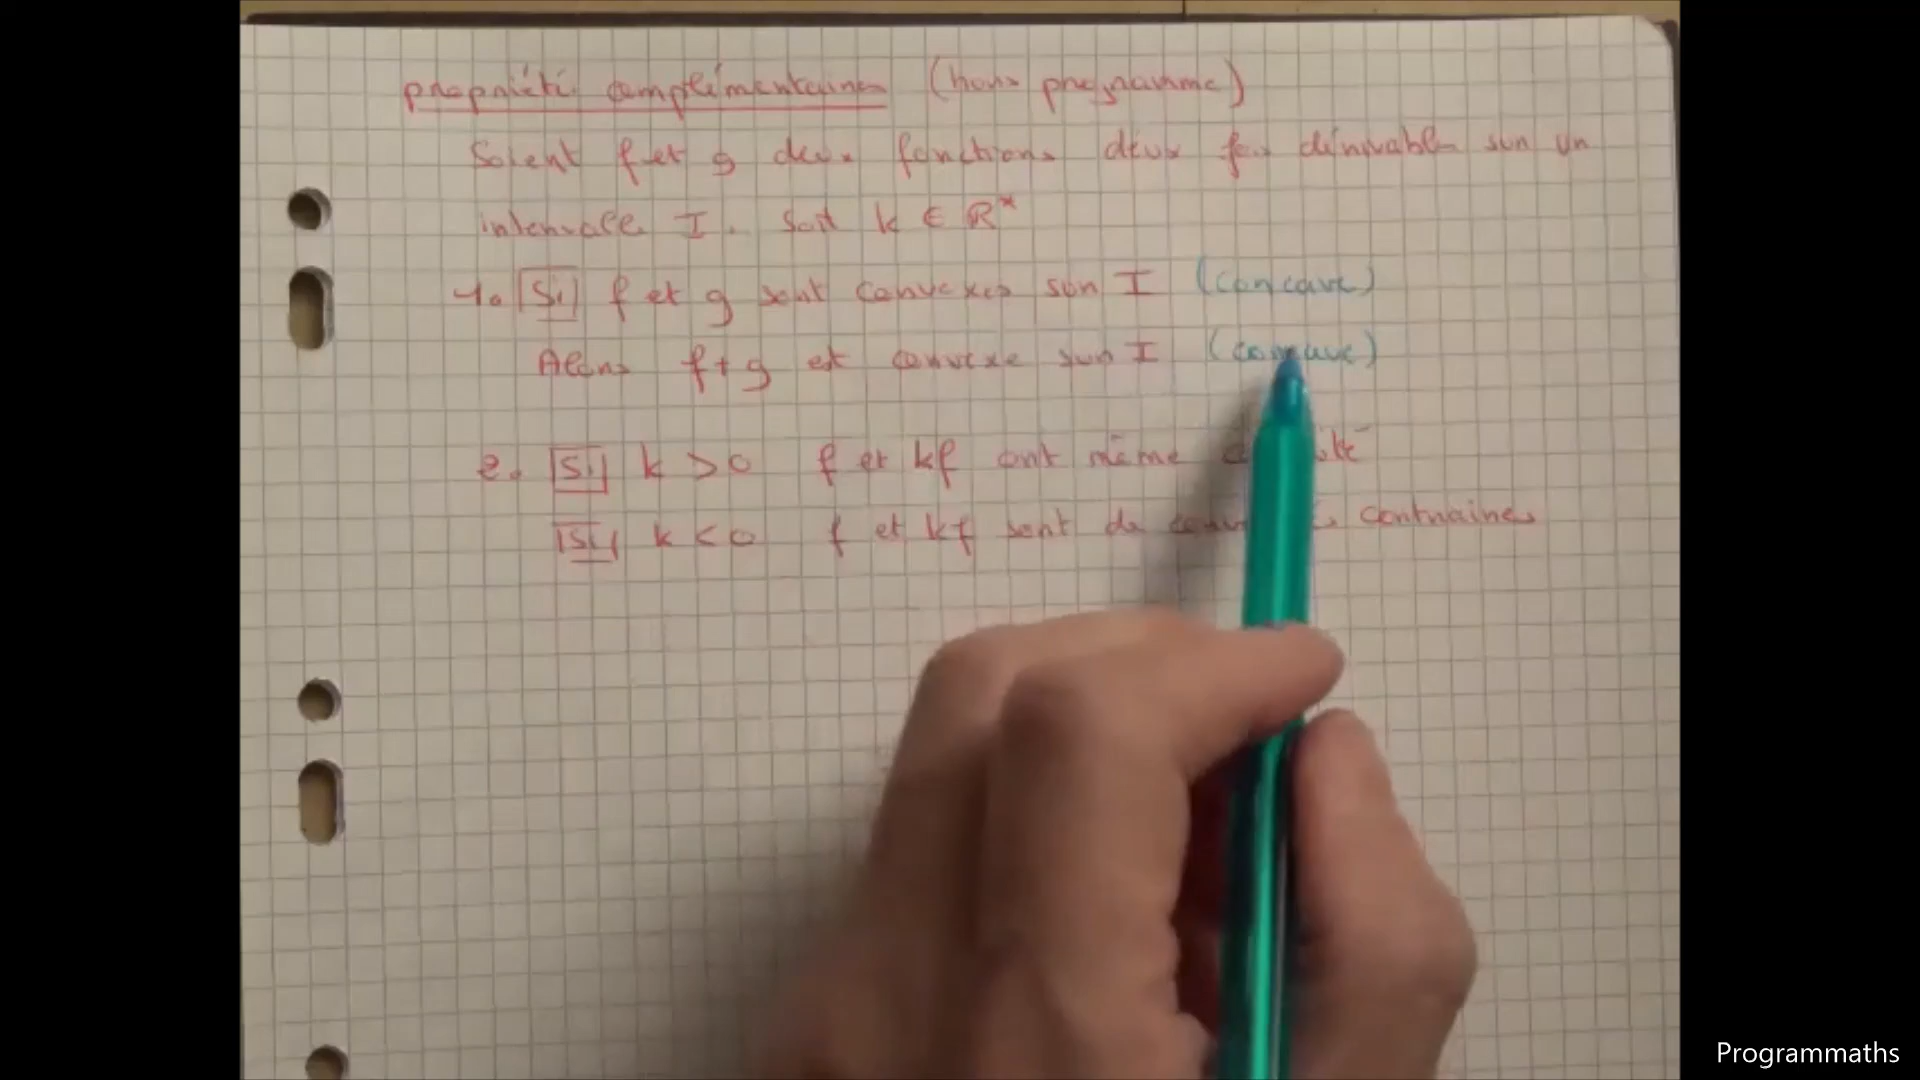 propriétés complémentaires (hors programme)
Soient f et g deux fonctions deux fois dérivables sur un
intervalle I. Soit k ∈ ℝ*
1. Si f et g sont convexes sur I (concave)
Alors f+g est convexe sur I (concave)
2. Si k > 0 f et kf ont même
Si k < 0 f et kf sont de contraires
Programmaths